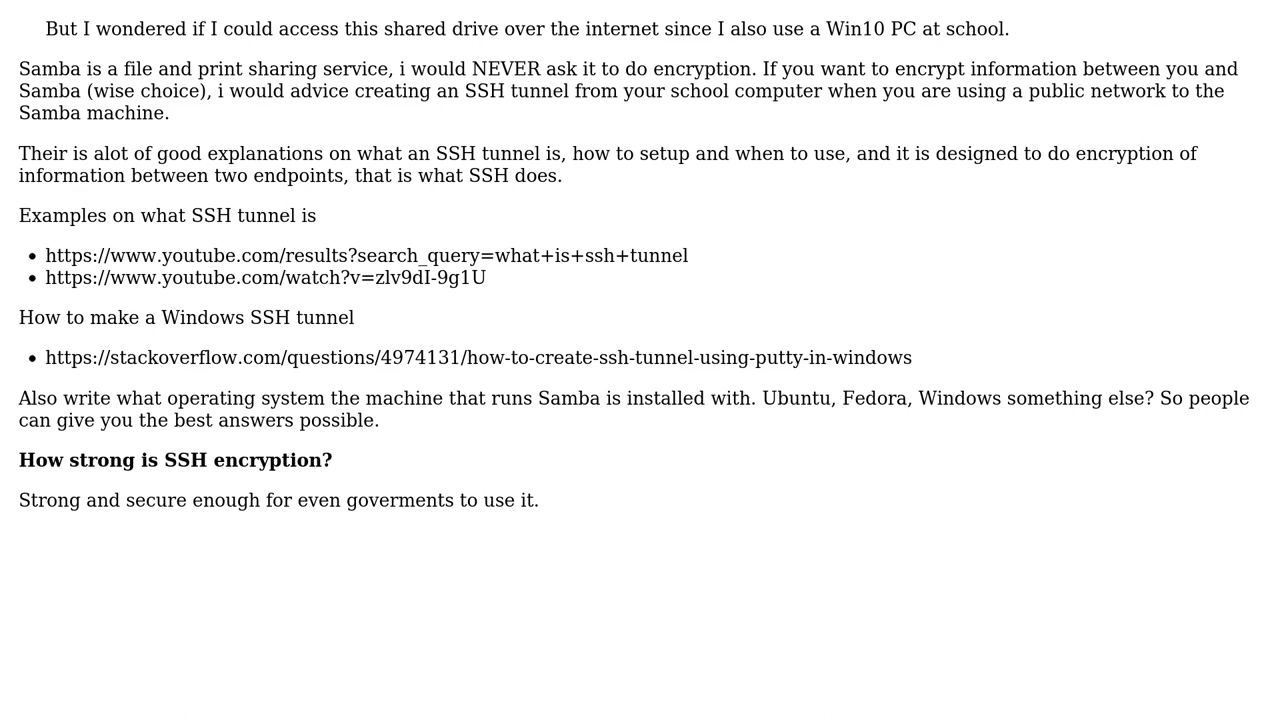 But I wondered if I could access this shared drive over the internet since I also use a Win10 PC at school.
Samba is a file and print sharing service, i would NEVER ask it to do encryption. If you want to encrypt information between you and
Samba (wise choice), i would advice creating an SSH tunnel from your school computer when you are using a public network to the
Samba machine.
Their is alot of good explanations on what an SSH tunnel is, how to setup and when to use, and it is designed to do encryption of
information between two endpoints, that is what SSH does.
Examples on what SSH tunnel is
• https://www.youtube.com/results?search_query=what+is+ssh+tunnel
• https://www.youtube.com/watch?v=zlv9dI-9g1U
How to make a Windows SSH tunnel
• https://stackoverflow.com/questions/4974131/how-to-create-ssh-tunnel-using-putty-in-windows
Also write what operating system the machine that runs Samba is installed with. Ubuntu, Fedora, Windows something else? So people
can give you the best answers possible.
How strong is SSH encryption?
Strong and secure enough for even goverments to use it.